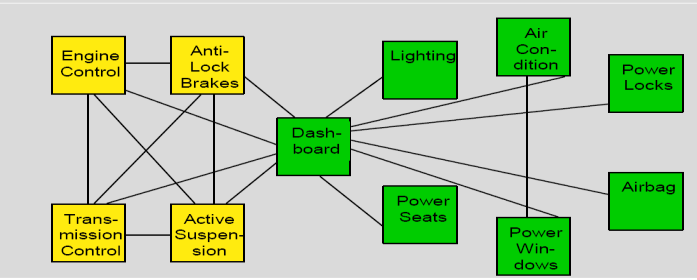 Engine
Control
Anti-
Lock
Brakes
Lighting
Air
Con-
dition
Power
Locks
Dash-
board
Trans-
mission
Control
Active
Suspen-
sion
Power
Seats
Power
Win-
dows
Airbag